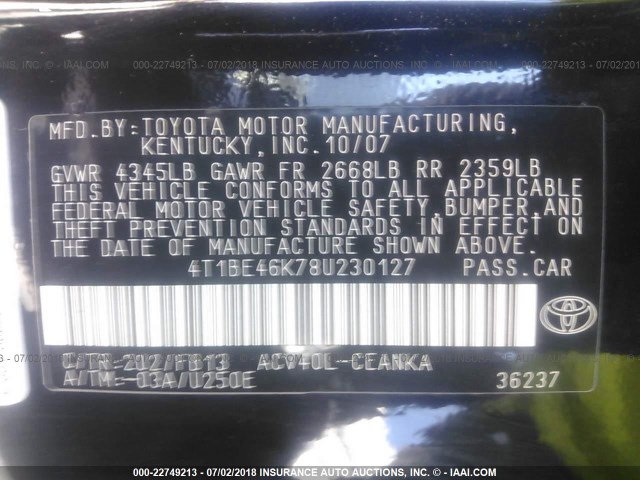 000-22749213 - 07/02/2018 - INSURANCE AUTO AUCTIONS, INC. - © - IAAI.COM
MFD. BY: TOYOTA MOTOR MANUFACTURING,
KENTUCKY, INC. 10/07
GVWR 4345LB GAWR FR 2668LB RR 2359LB
THIS VEHICLE CONFORMS TO ALL APPLICABLE
FEDERAL MOTOR VEHICLE SAFETY, BUMPER, AND
THEFT PREVENTION STANDARDS IN EFFECT ON
THE DATE OF MANUFACTURE SHOWN ABOVE.
4T1BE46K78U230127 PASS.CAR
C/TR: 202/FB13 ACV40L-CEANKA
A/TM: -03A/U250E 36237
000-22749213 - 07/02/2018 INSURANCE AUTO AUCTIONS, INC. - © - IAAI.COM